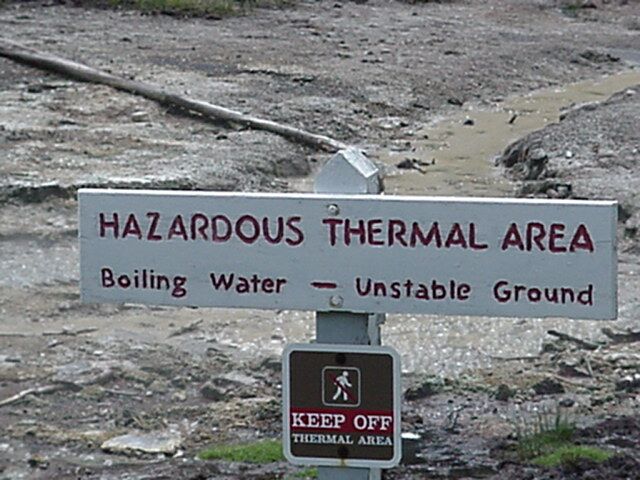 HAZARDOUS THERMAL AREA
Boiling Water — Unstable Ground
KEEP OFF
THERMAL AREA